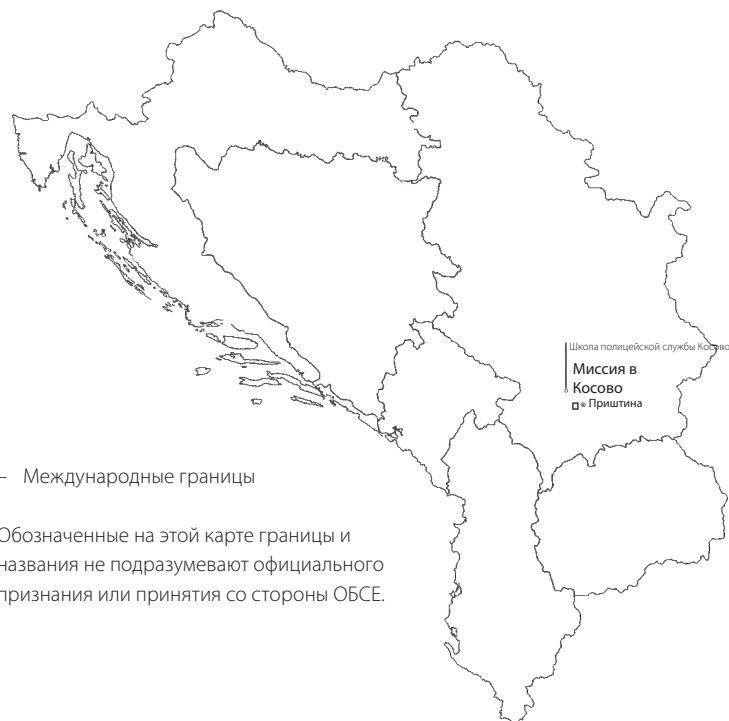 Школа полицейской службы Косово
Миссия в
Косово
Приштина
– Международные границы
Обозначенные на этой карте границы и
названия не подразумевают официального
признания или принятия со стороны ОБСЕ.